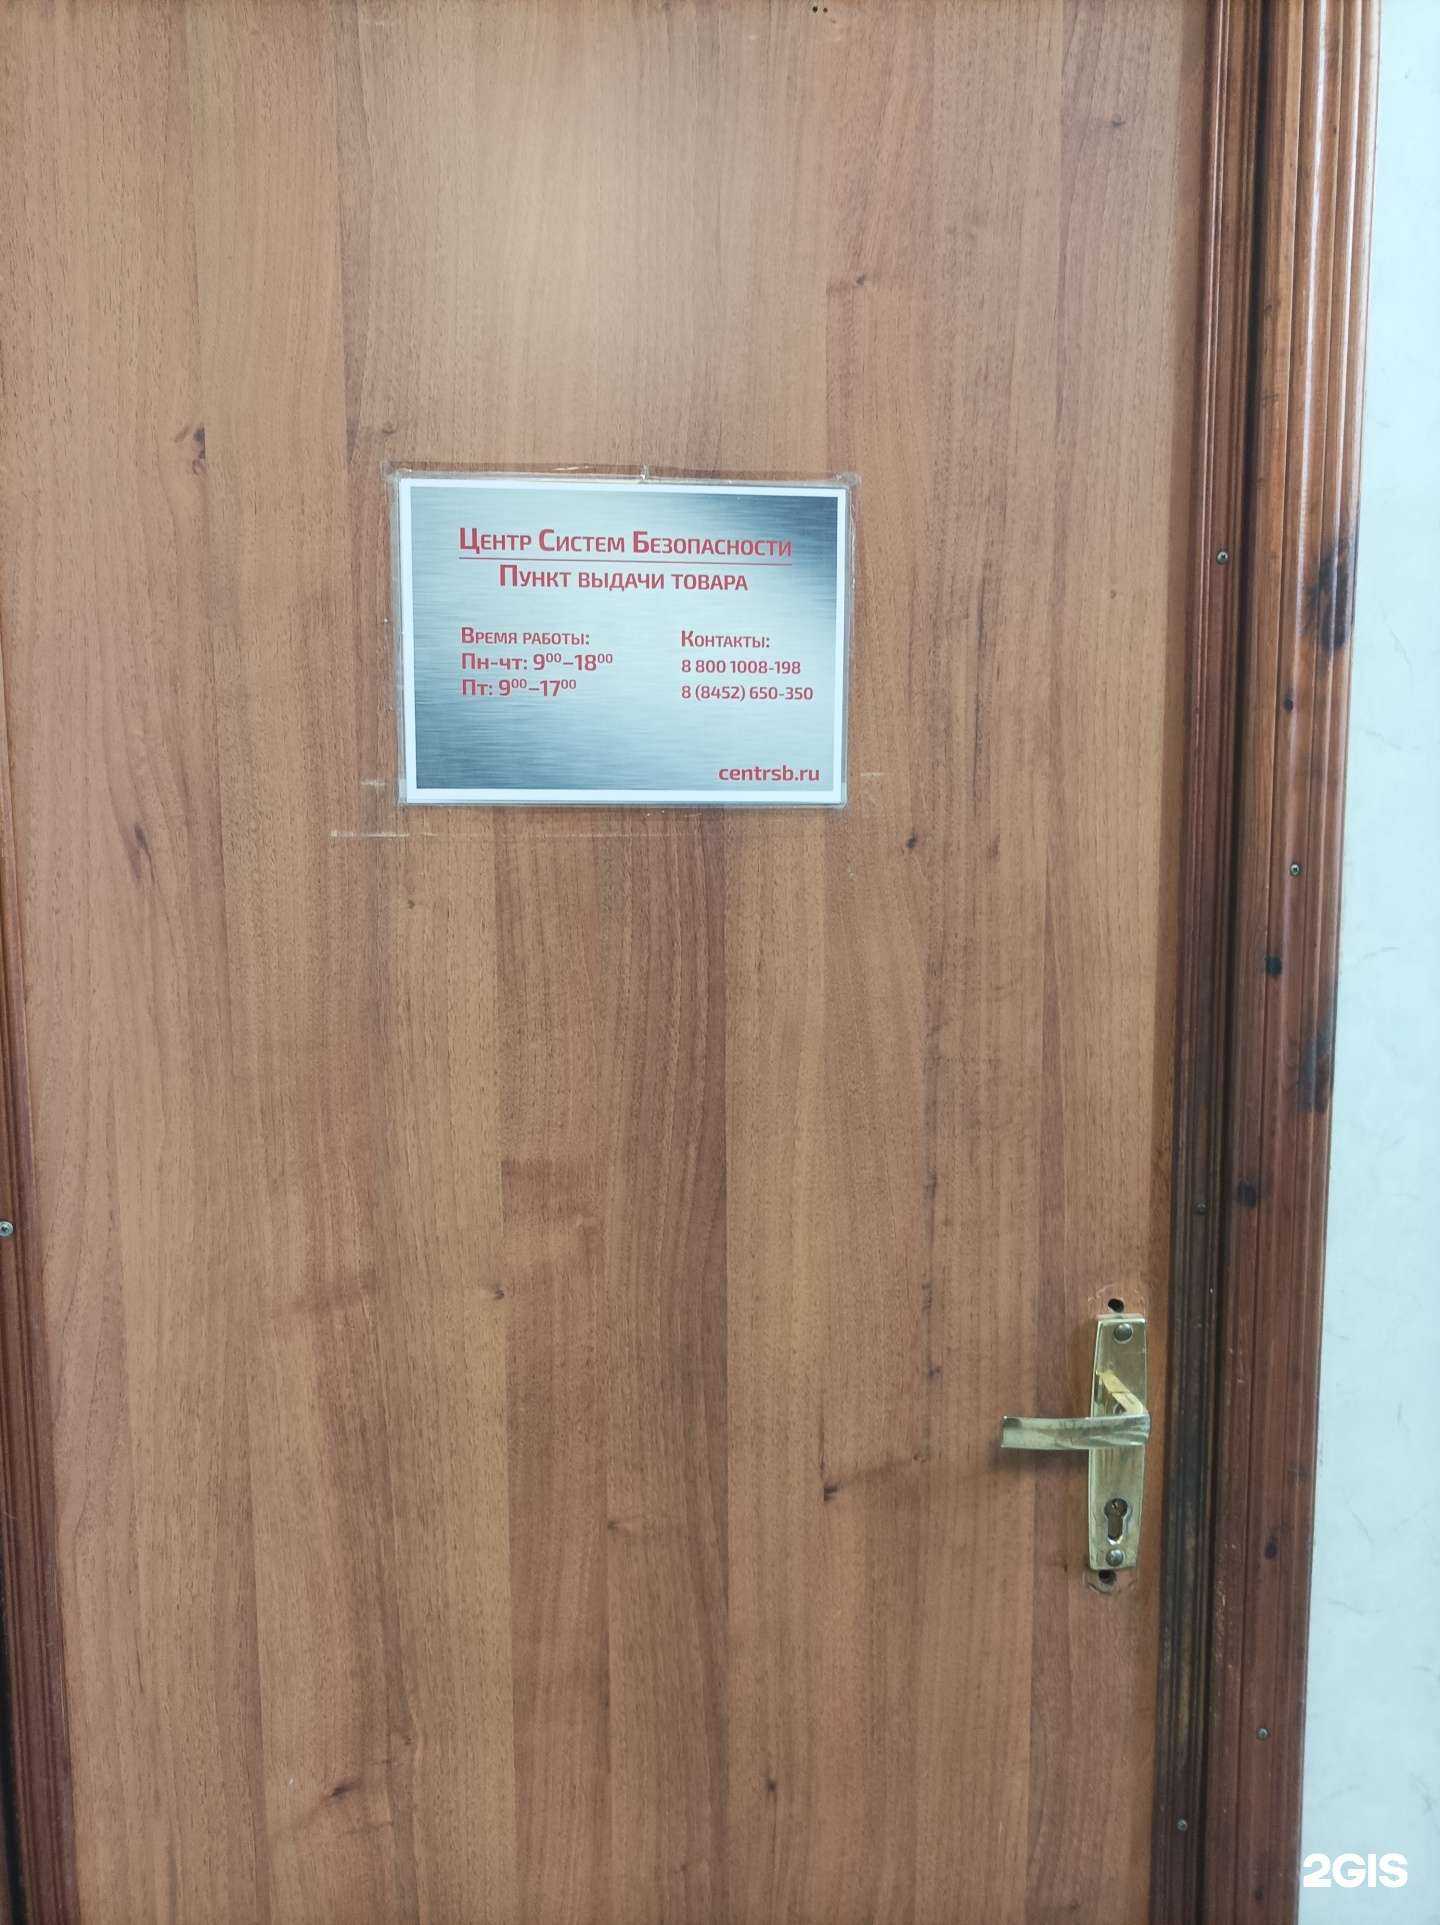 Центр Систем Безопасности
Пункт выдачи товара
Время работы:
Пн-чт: 9⁰⁰–18⁰⁰
Пт: 9⁰⁰–17⁰⁰
Контакты:
8 800 1008-198
8 (8452) 650-350
centrsb.ru
2GIS